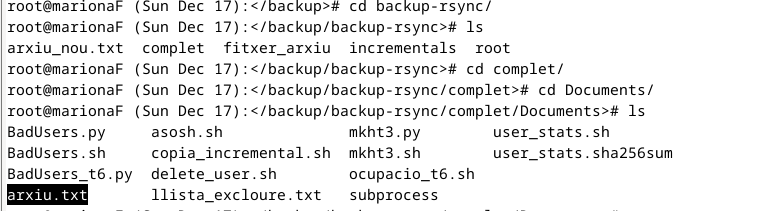 root@marionaF (Sun Dec 17):</backup># cd backup-rsync/
root@marionaF (Sun Dec 17):</backup/backup-rsync># ls
arxiu_nou.txt  complet  fitxer_arxiu  incrementals  root
root@marionaF (Sun Dec 17):</backup/backup-rsync># cd complet/
root@marionaF (Sun Dec 17):</backup/backup-rsync/complet># cd Documents/
root@marionaF (Sun Dec 17):</backup/backup-rsync/complet/Documents># ls
BadUsers.py     asosh.sh              mkht3.py        user_stats.sh
BadUsers.sh     copia_incremental.sh  mkht3.sh        user_stats.sha256sum
BadUsers_t6.py  delete_user.sh        ocupacio_t6.sh
arxiu.txt       llista_excloure.txt   subprocess